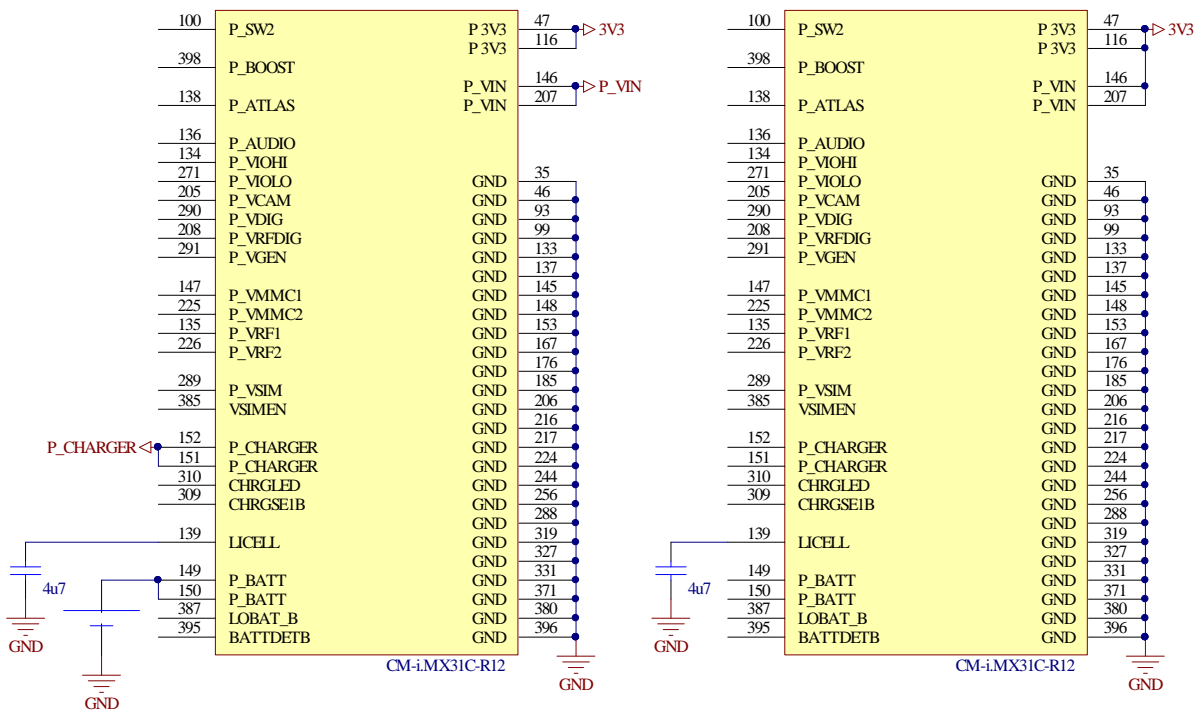 100 P_SW2 P 3V3 47 3V3
P 3V3 116
398 P_BOOST
P_VIN 146 P_VIN
138 P_ATLAS P_VIN 207
136 P_AUDIO
134 P_VIOHI
271 P_VIOLO GND 35
205 P_VCAM GND 46
290 P_VDIG GND 93
208 P_VRFDIG GND 99
291 P_VGEN GND 133
GND 137
147 P_VMMC1 GND 145
225 P_VMMC2 GND 148
135 P_VRF1 GND 153
226 P_VRF2 GND 167
GND 176
289 P_VSIM GND 185
385 VSIMEN GND 206
GND 216
P_CHARGER 152 P_CHARGER GND 217
151 P_CHARGER GND 224
310 CHRGLED GND 244
309 CHRGSE1B GND 256
GND 288
139 LICELL GND 319
GND 327
4u7 149 P_BATT GND 331
150 P_BATT GND 371
387 LOBAT_B GND 380
395 BATTDETB GND 396
GND
CM-i.MX31C-R12
GND
GND
100 P_SW2 P 3V3 47 3V3
P 3V3 116
398 P_BOOST
P_VIN 146
138 P_ATLAS P_VIN 207
136 P_AUDIO
134 P_VIOHI
271 P_VIOLO GND 35
205 P_VCAM GND 46
290 P_VDIG GND 93
208 P_VRFDIG GND 99
291 P_VGEN GND 133
GND 137
147 P_VMMC1 GND 145
225 P_VMMC2 GND 148
135 P_VRF1 GND 153
226 P_VRF2 GND 167
GND 176
289 P_VSIM GND 185
385 VSIMEN GND 206
GND 216
152 P_CHARGER GND 217
151 P_CHARGER GND 224
310 CHRGLED GND 244
309 CHRGSE1B GND 256
GND 288
139 LICELL GND 319
GND 327
4u7 149 P_BATT GND 331
150 P_BATT GND 371
387 LOBAT_B GND 380
395 BATTDETB GND 396
GND
CM-i.MX31C-R12
GND